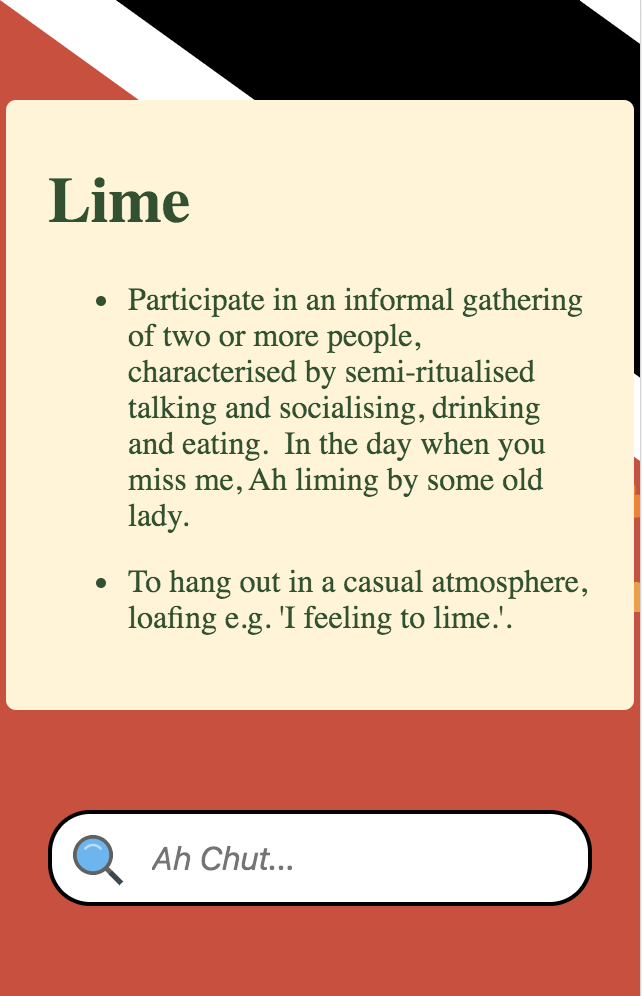 Lime
Participate in an informal gathering
of two or more people,
characterised by semi-ritualised
talking and socialising, drinking
and eating.  In the day when you
miss me, Ah liming by some old
lady.
To hang out in a casual atmosphere,
loafing e.g. 'I feeling to lime.'.
Ah Chut...